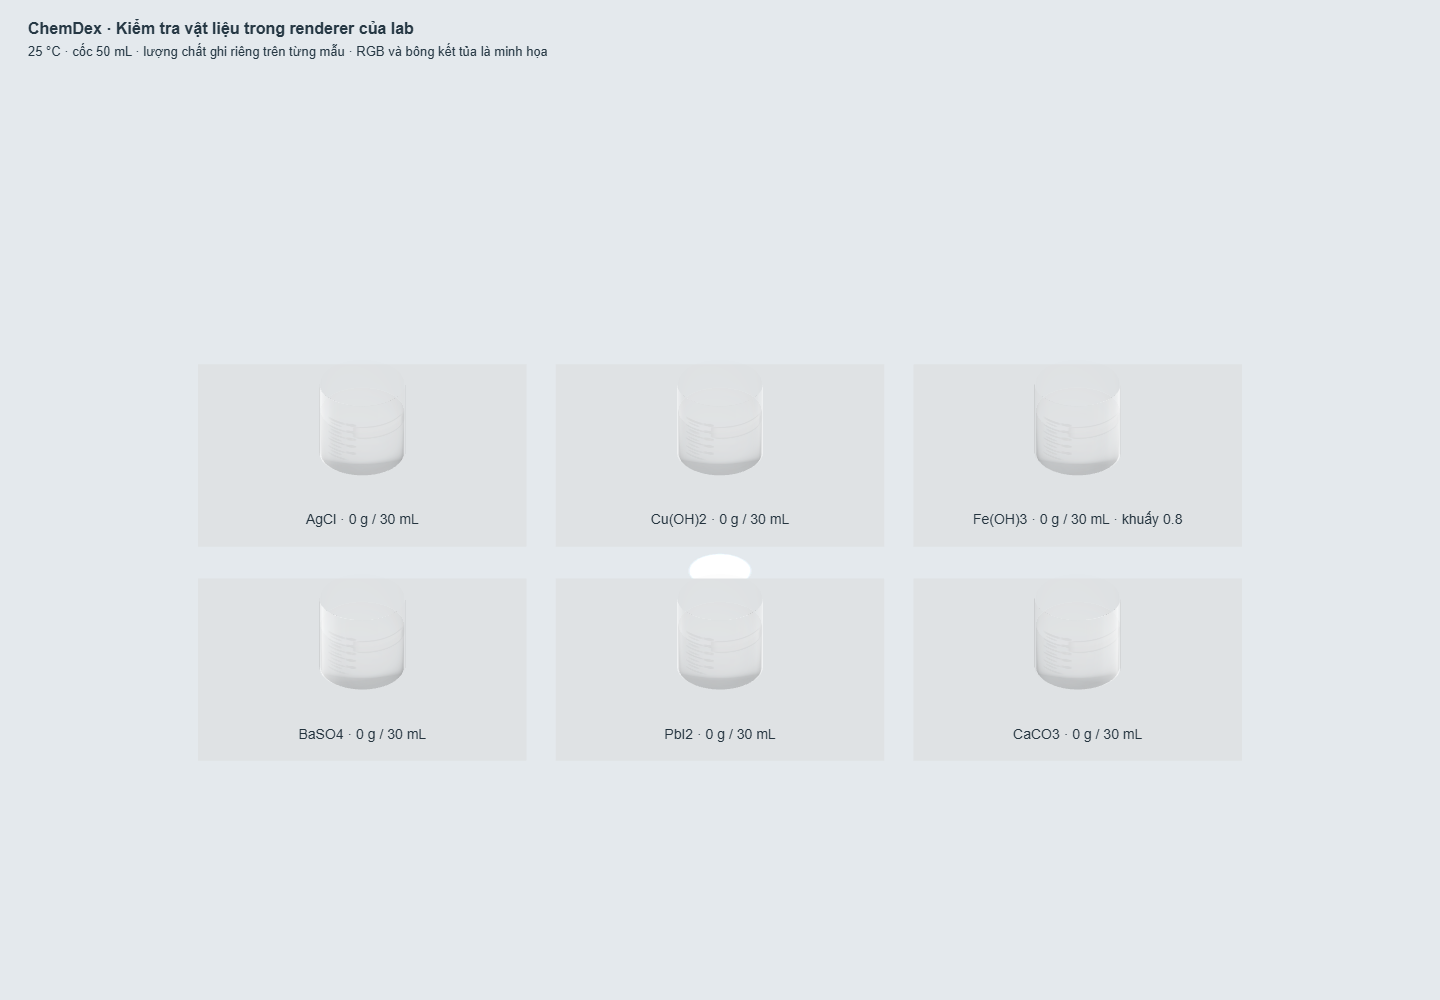 ChemDex · Kiểm tra vật liệu trong renderer của lab
25 °C · cốc 50 mL · lượng chất ghi riêng trên từng mẫu · RGB và bông kết tủa là minh họa
AgCl · 0 g / 30 mL
Cu(OH)2 · 0 g / 30 mL
Fe(OH)3 · 0 g / 30 mL · khuấy 0.8
BaSO4 · 0 g / 30 mL
PbI2 · 0 g / 30 mL
CaCO3 · 0 g / 30 mL